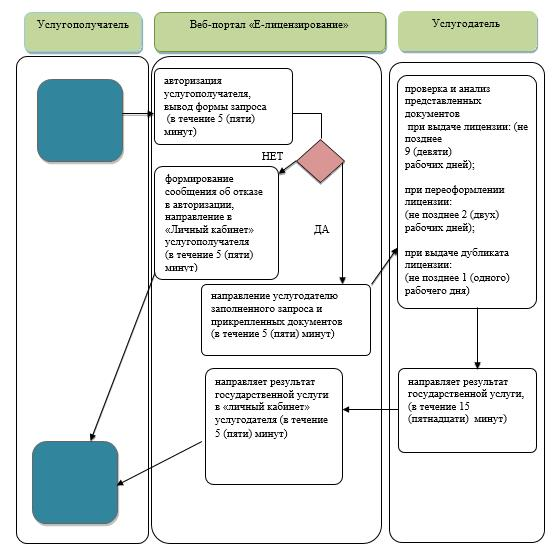 Услугополучатель
Веб-портал «Е-лицензирование»
Услугодатель
авторизация
услугополучателя,
вывод формы запроса
(в течение 5 (пяти)
минут)
НЕТ
формирование
сообщения об отказе
в авторизации,
направление в
«Личный кабинет»
услугополучателя
(в течение 5 (пяти)
минут)
ДА
направление услугодателю
заполненного запроса и
прикрепленных документов
(в течение 5 (пяти) минут)
проверка и анализ
представленных
документов
при выдаче лицензии: (не
позднее
9 (девяти)
рабочих дней);
при переоформлении
лицензии:
(не позднее 2 (двух)
рабочих дней);
при выдаче дубликата
лицензии:
(не позднее 1 (одного)
рабочего дня)
направляет результат
государственной услуги,
(в течение 15
(пятнадцати) минут)
направляет результат
государственной услуги
в «личный кабинет»
услугодателя (в течение
5 (пяти) минут)